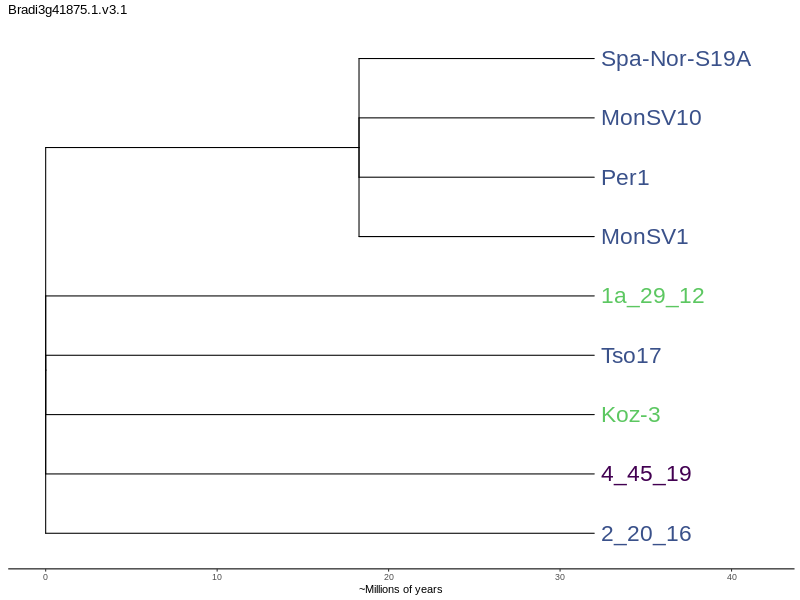 Bradi3g41875.1.v3.1
Spa-Nor-S19A
MonSV10
Per1
MonSV1
1a_29_12
Tso17
Koz-3
4_45_19
2_20_16
0 10 20 30 40
~Millions of years